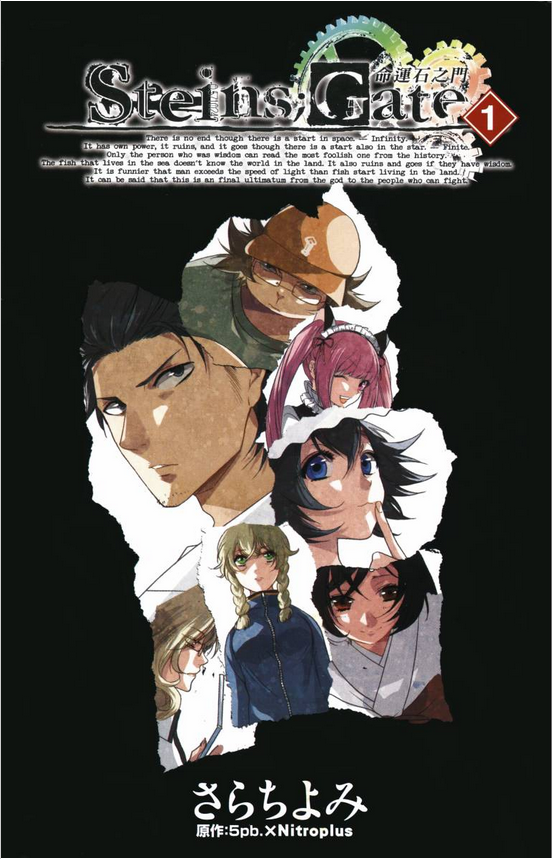 Steins;Gate
命運石之門
1
There is no end though there is a start in space. — Infinity.
It has own power, it ruins, and it goes though there is a start also in the star. — Finite.
Only the person who was wisdom can read the most foolish one from the history.
The fish that lives in the sea doesn't know the world in the land. It also ruins and goes if they have wisdom.
It is funnier that man exceeds the speed of light than fish start living in the land.
It can be said that this is an final ultimatum from the god to the people who can fight.
さらちよみ
原作:5pb.×Nitroplus